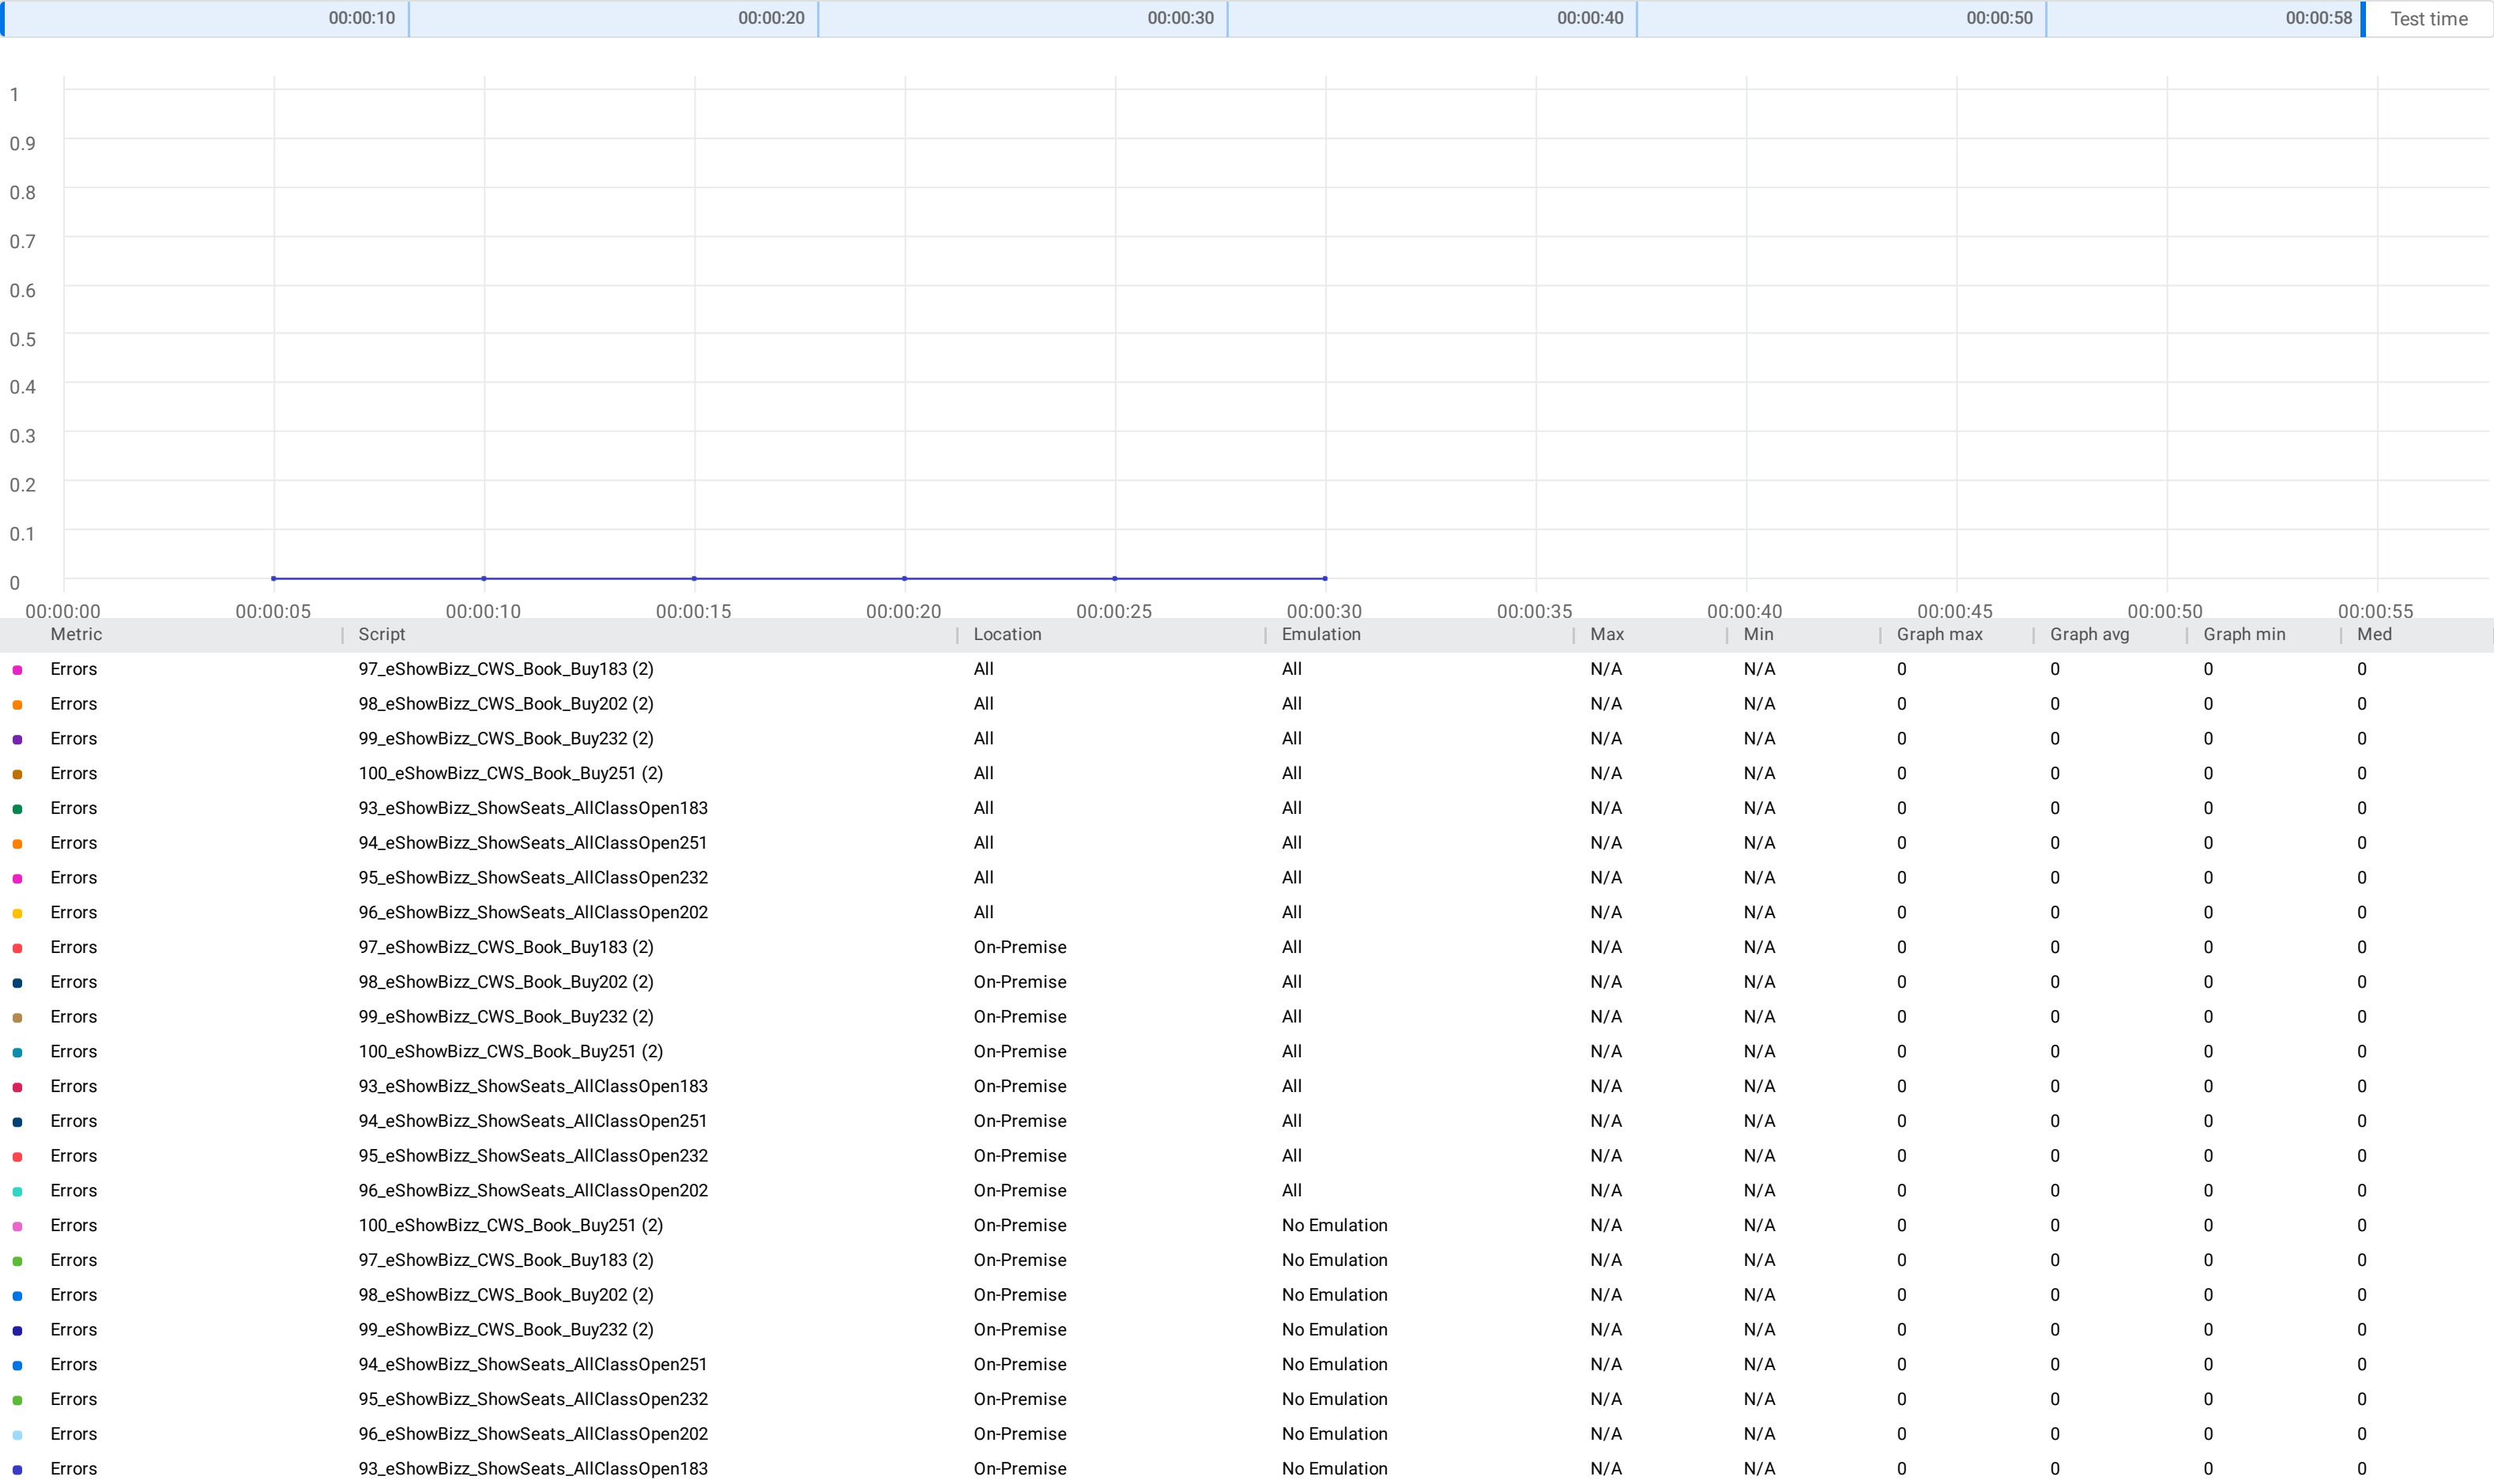 00:00:10 00:00:20 00:00:30 00:00:40 00:00:50 00:00:58 Test time
1
0.9
0.8
0.7
0.6
0.5
0.4
0.3
0.2
0.1
0
00:00:00 00:00:05 00:00:10 00:00:15 00:00:20 00:00:25 00:00:30 00:00:35 00:00:40 00:00:45 00:00:50 00:00:55
Metric Script Location Emulation Max Min Graph max Graph avg Graph min Med
Errors 97_eShowBizz_CWS_Book_Buy183 (2) All All N/A N/A 0 0 0 0
Errors 98_eShowBizz_CWS_Book_Buy202 (2) All All N/A N/A 0 0 0 0
Errors 99_eShowBizz_CWS_Book_Buy232 (2) All All N/A N/A 0 0 0 0
Errors 100_eShowBizz_CWS_Book_Buy251 (2) All All N/A N/A 0 0 0 0
Errors 93_eShowBizz_ShowSeats_AllClassOpen183 All All N/A N/A 0 0 0 0
Errors 94_eShowBizz_ShowSeats_AllClassOpen251 All All N/A N/A 0 0 0 0
Errors 95_eShowBizz_ShowSeats_AllClassOpen232 All All N/A N/A 0 0 0 0
Errors 96_eShowBizz_ShowSeats_AllClassOpen202 All All N/A N/A 0 0 0 0
Errors 97_eShowBizz_CWS_Book_Buy183 (2) On-Premise All N/A N/A 0 0 0 0
Errors 98_eShowBizz_CWS_Book_Buy202 (2) On-Premise All N/A N/A 0 0 0 0
Errors 99_eShowBizz_CWS_Book_Buy232 (2) On-Premise All N/A N/A 0 0 0 0
Errors 100_eShowBizz_CWS_Book_Buy251 (2) On-Premise All N/A N/A 0 0 0 0
Errors 93_eShowBizz_ShowSeats_AllClassOpen183 On-Premise All N/A N/A 0 0 0 0
Errors 94_eShowBizz_ShowSeats_AllClassOpen251 On-Premise All N/A N/A 0 0 0 0
Errors 95_eShowBizz_ShowSeats_AllClassOpen232 On-Premise All N/A N/A 0 0 0 0
Errors 96_eShowBizz_ShowSeats_AllClassOpen202 On-Premise All N/A N/A 0 0 0 0
Errors 100_eShowBizz_CWS_Book_Buy251 (2) On-Premise No Emulation N/A N/A 0 0 0 0
Errors 97_eShowBizz_CWS_Book_Buy183 (2) On-Premise No Emulation N/A N/A 0 0 0 0
Errors 98_eShowBizz_CWS_Book_Buy202 (2) On-Premise No Emulation N/A N/A 0 0 0 0
Errors 99_eShowBizz_CWS_Book_Buy232 (2) On-Premise No Emulation N/A N/A 0 0 0 0
Errors 94_eShowBizz_ShowSeats_AllClassOpen251 On-Premise No Emulation N/A N/A 0 0 0 0
Errors 95_eShowBizz_ShowSeats_AllClassOpen232 On-Premise No Emulation N/A N/A 0 0 0 0
Errors 96_eShowBizz_ShowSeats_AllClassOpen202 On-Premise No Emulation N/A N/A 0 0 0 0
Errors 93_eShowBizz_ShowSeats_AllClassOpen183 On-Premise No Emulation N/A N/A 0 0 0 0